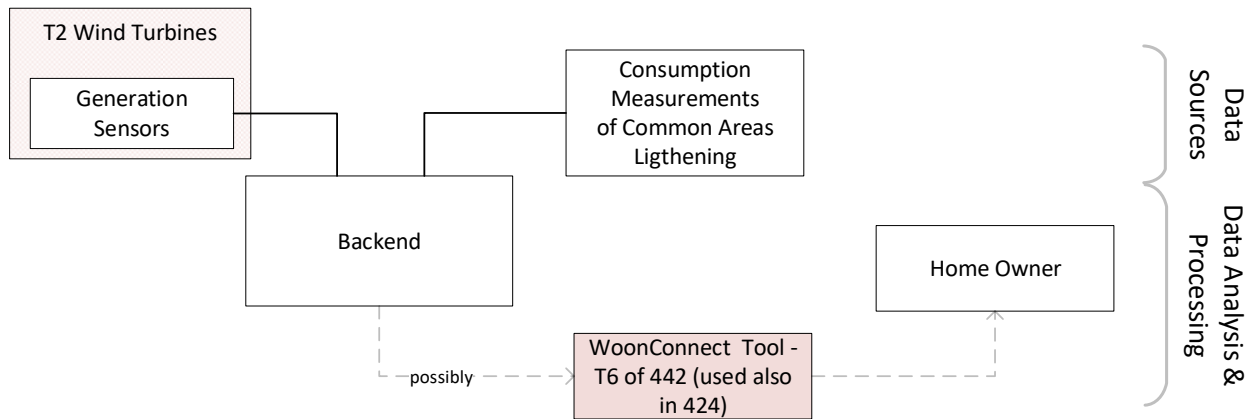 T2 Wind Turbines
Generation
Sensors
Consumption
Measurements
of Common Areas
Ligthening
Data
Sources
Backend
Home Owner
Data Analysis &
Processing
possibly
WoonConnect Tool -
T6 of 442 (used also
in 424)